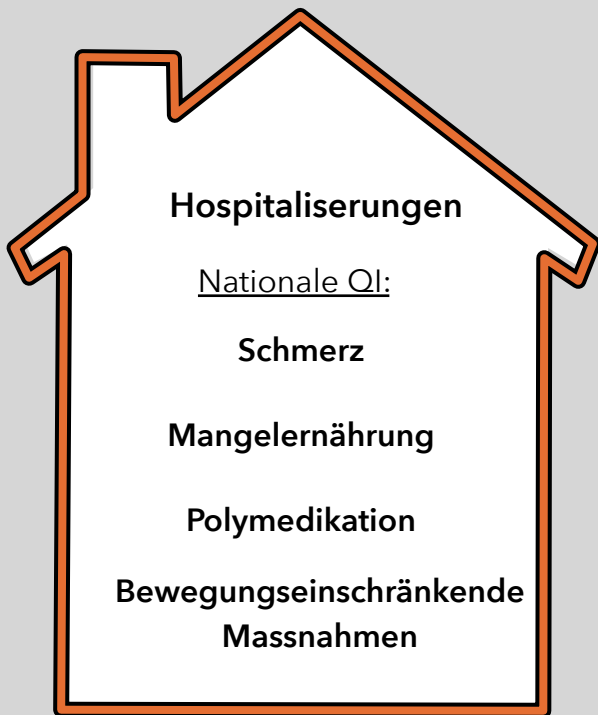 Hospitaliserungen
Nationale QI:
Schmerz
Mangelernährung
Polymedikation
Bewegungseinschränkende
Massnahmen